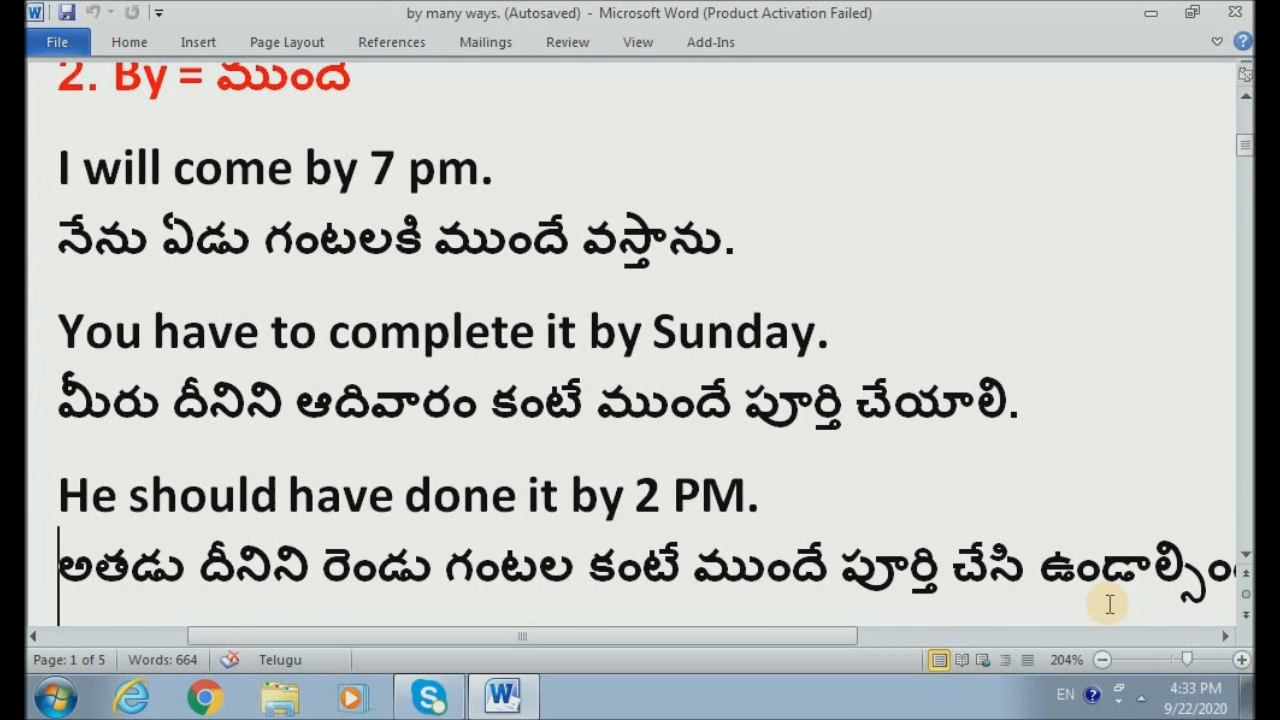 by many ways. (Autosaved) - Microsoft Word (Product Activation Failed)
File Home Insert Page Layout References Mailings Review View Add-Ins
2. By = ముందే
I will come by 7 pm.
నేను ఏడు గంటలకి ముందే వస్తాను.
You have to complete it by Sunday.
మీరు దీనిని ఆదివారం కంటే ముందే పూర్తి చేయాలి.
He should have done it by 2 PM.
అతడు దీనిని రెండు గంటల కంటే ముందే పూర్తి చేసి
Page: 1 of 5 Words: 664 Telugu 204%
EN 4:33 PM
9/22/2020